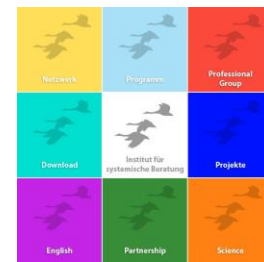 Netzwerk
Programm
Professional
Group
Download
Institut für
systemische Beratung
Projekte
English
Partnership
Science